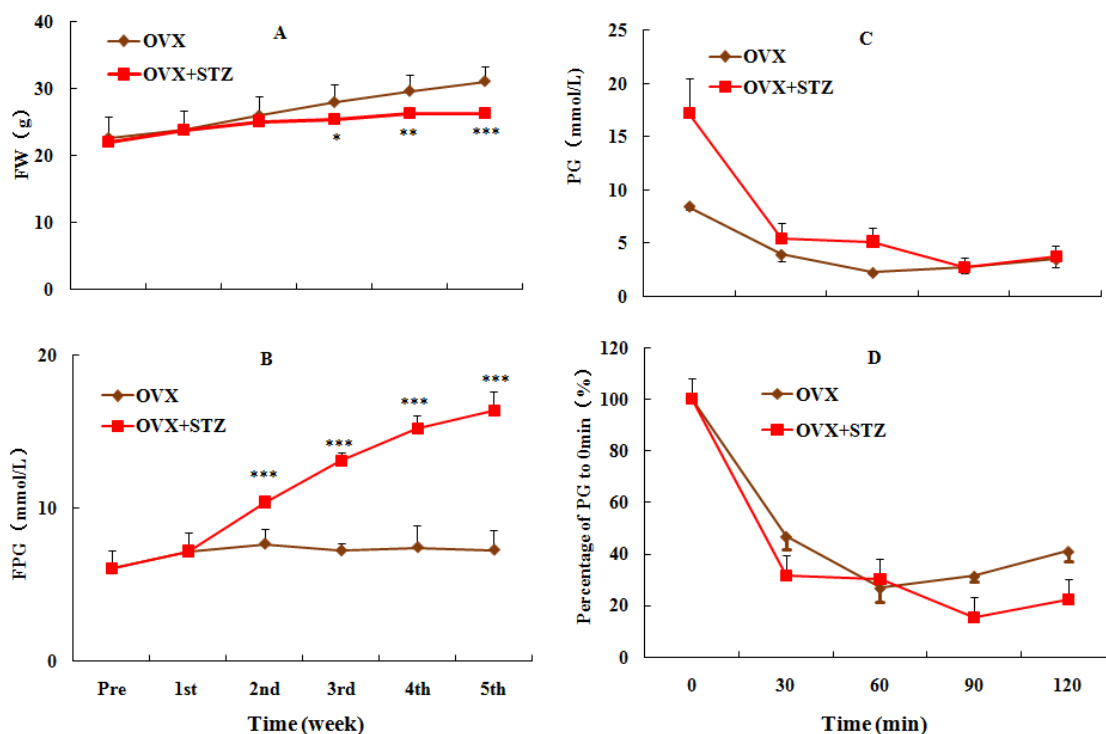 A
OVX
OVX+STZ
FW (g)
40
30
20
10
0
*
**
***
B
OVX
OVX+STZ
FPG (mmol/L)
20
10
0
***
***
***
***
Pre 1st 2nd 3rd 4th 5th
Time (week)
C
OVX
OVX+STZ
PG (mmol/L)
25
20
15
10
5
0
D
OVX
OVX+STZ
Percentage of PG to 0min (%)
120
100
80
60
40
20
0
0 30 60 90 120
Time (min)